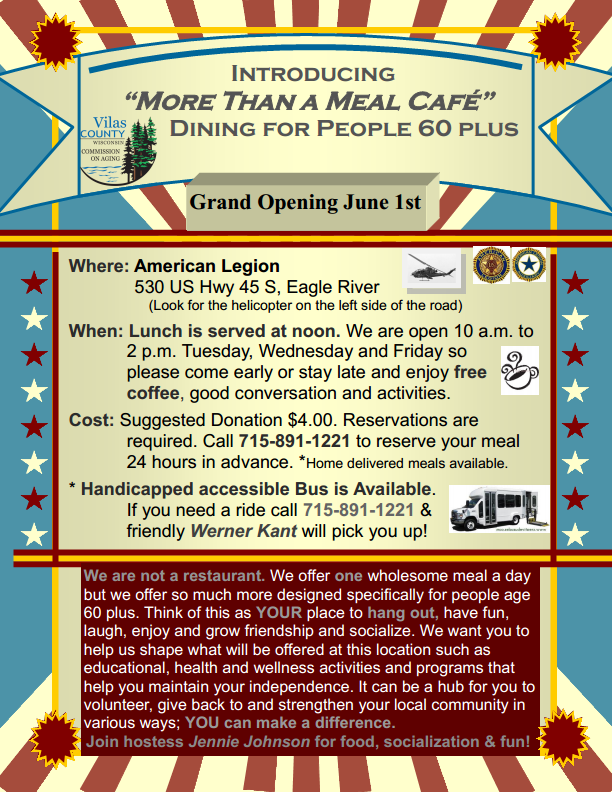 INTRODUCING
"MORE THAN A MEAL CAFÉ"
DINING FOR PEOPLE 60 PLUS
Vilas
COUNTY
WISCONSIN
COMMISSION
ON AGING
Grand Opening June 1st
Where: American Legion
530 US Hwy 45 S, Eagle River
(Look for the helicopter on the left side of the road)
When: Lunch is served at noon. We are open 10 a.m. to
2 p.m. Tuesday, Wednesday and Friday so
please come early or stay late and enjoy free
coffee, good conversation and activities.
Cost: Suggested Donation $4.00. Reservations are
required. Call 715-891-1221 to reserve your meal
24 hours in advance. *Home delivered meals available.
* Handicapped accessible Bus is Available.
If you need a ride call 715-891-1221 &
friendly Werner Kant will pick you up!
We are not a restaurant. We offer one wholesome meal a day
but we offer so much more designed specifically for people age
60 plus. Think of this as YOUR place to hang out, have fun,
laugh, enjoy and grow friendship and socialize. We want you to
help us shape what will be offered at this location such as
educational, health and wellness activities and programs that
help you maintain your independence. It can be a hub for you to
volunteer, give back to and strengthen your local community in
various ways; YOU can make a difference.
Join hostess Jennie Johnson for food, socialization & fun!